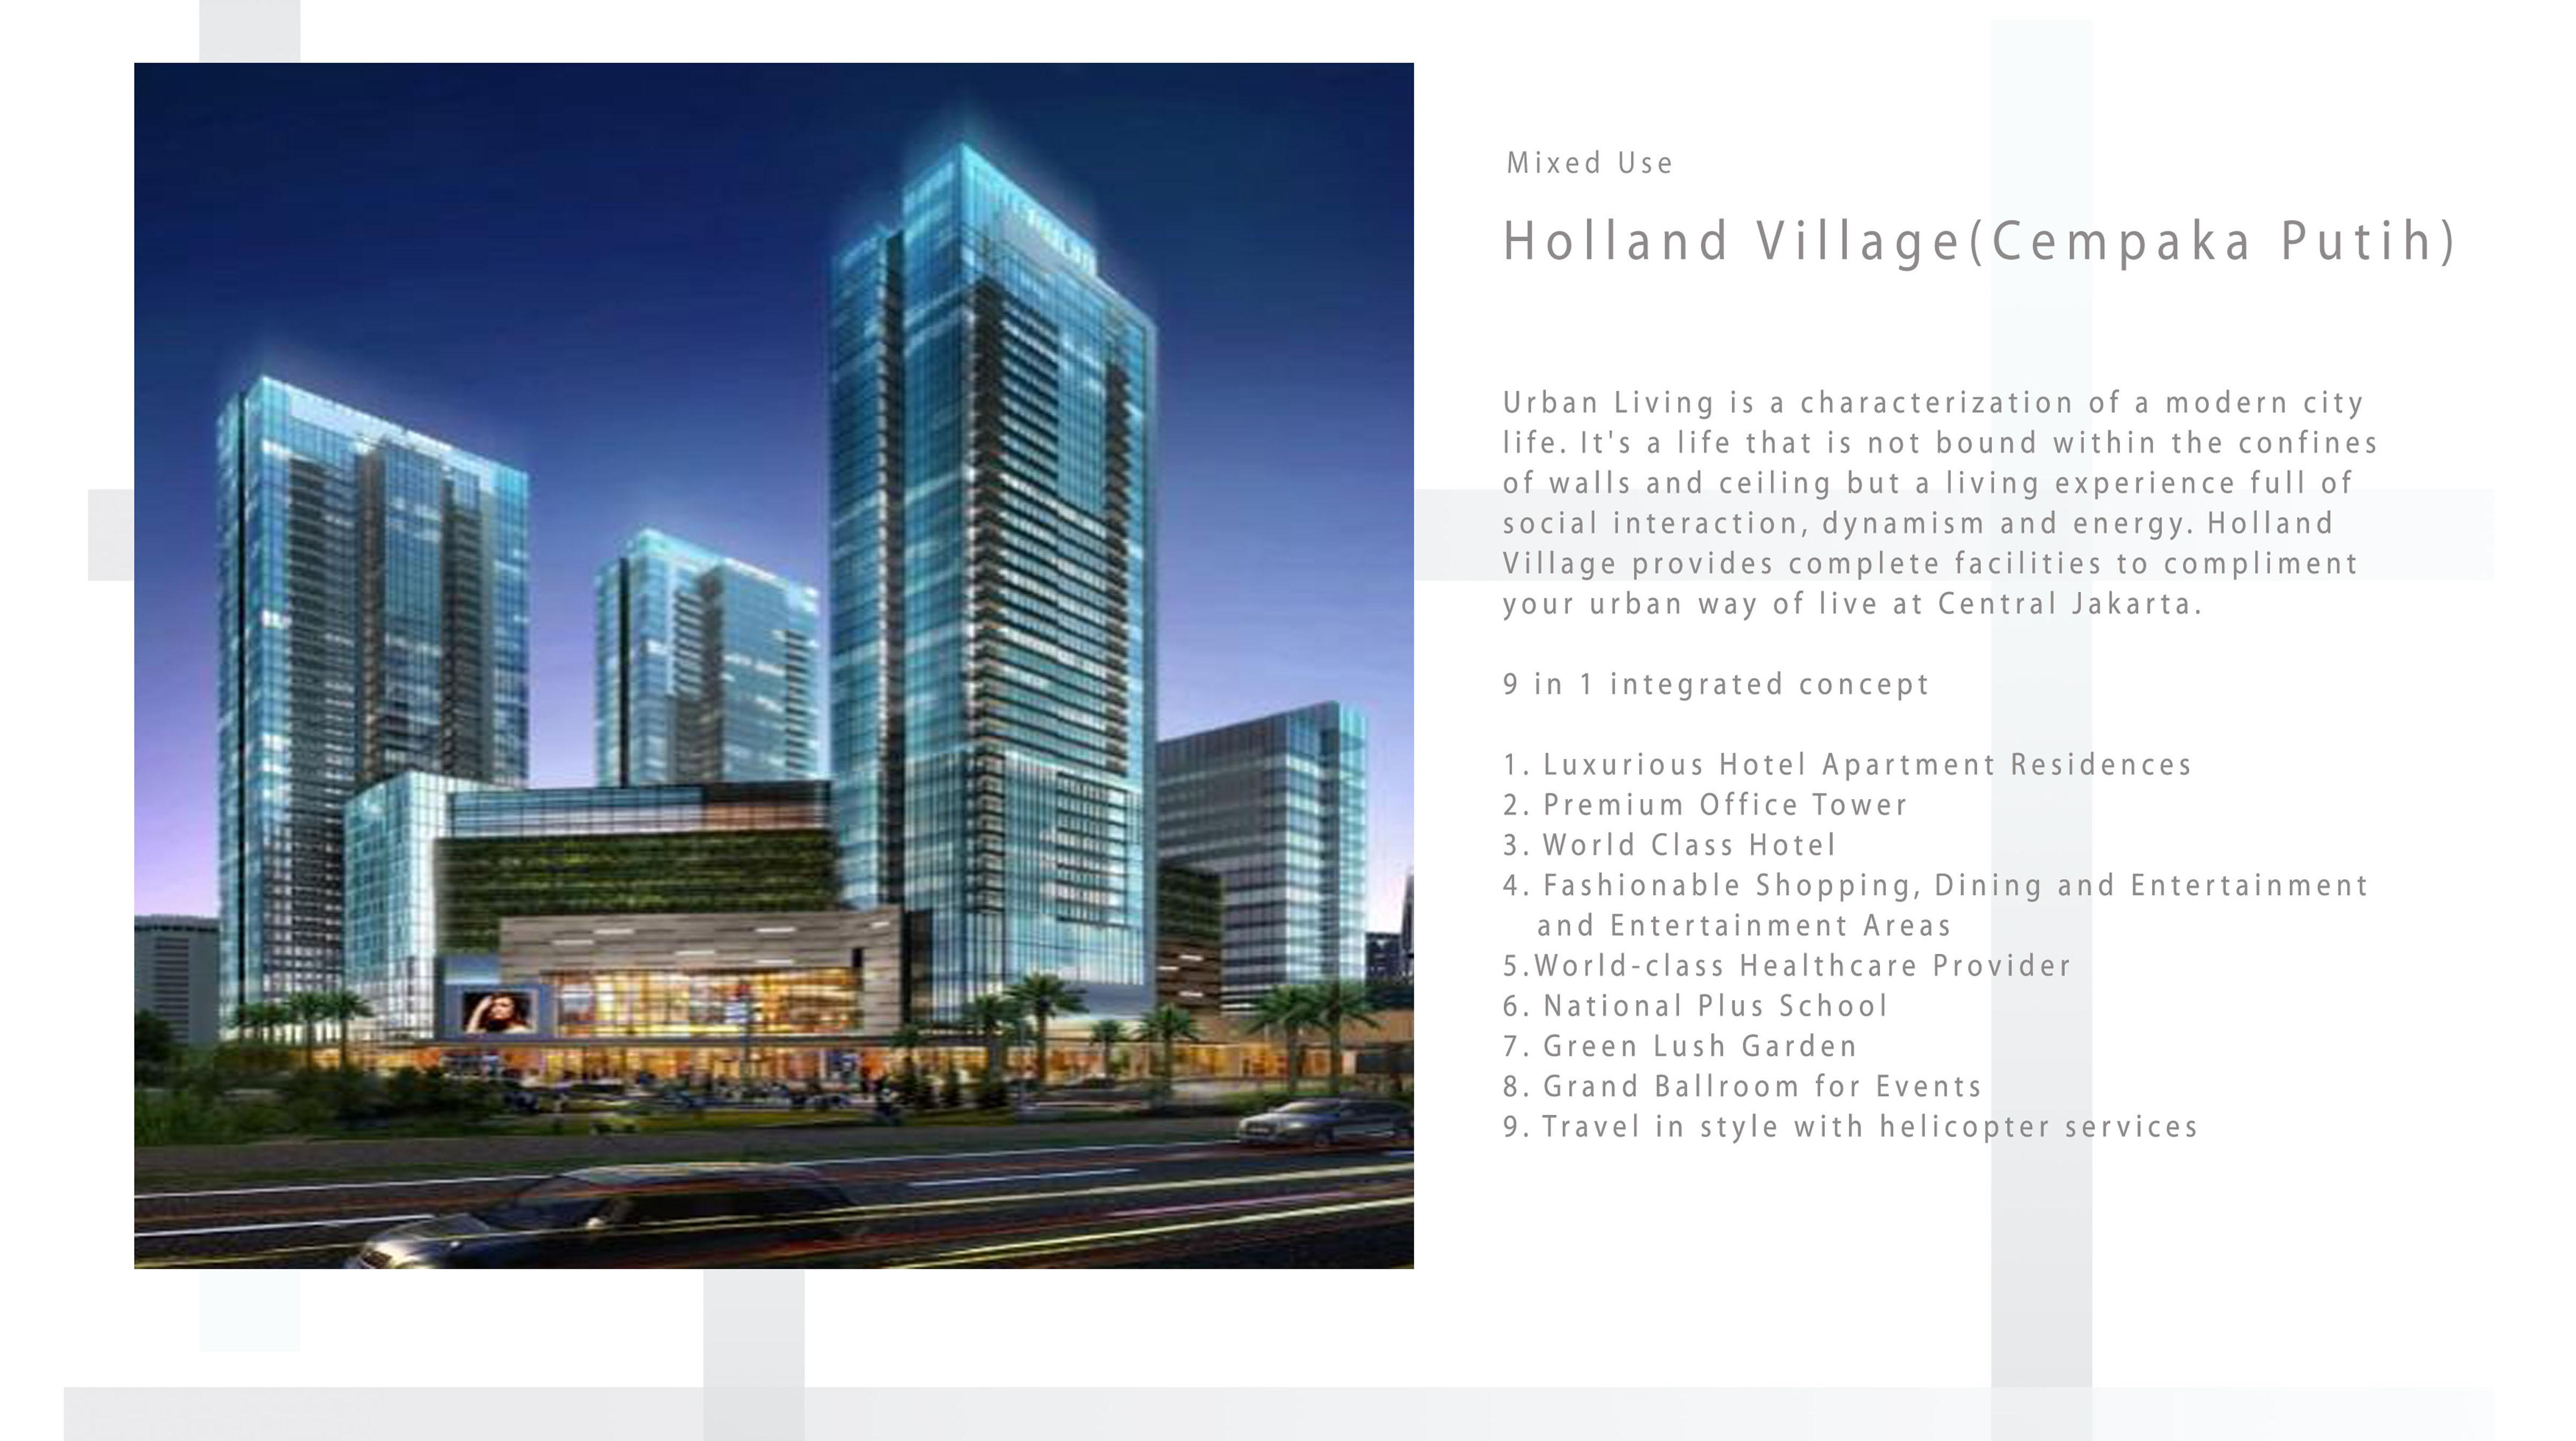 Mixed Use
Holland Village(Cempaka Putih)
Urban Living is a characterization of a modern city
life. It's a life that is not bound within the confines
of walls and ceiling but a living experience full of
social interaction, dynamism and energy. Holland
Village provides complete facilities to compliment
your urban way of live at Central Jakarta.
9 in 1 integrated concept
1. Luxurious Hotel Apartment Residences
2. Premium Office Tower
3. World Class Hotel
4. Fashionable Shopping, Dining and Entertainment
and Entertainment Areas
5.World-class Healthcare Provider
6. National Plus School
7. Green Lush Garden
8. Grand Ballroom for Events
9. Travel in style with helicopter services